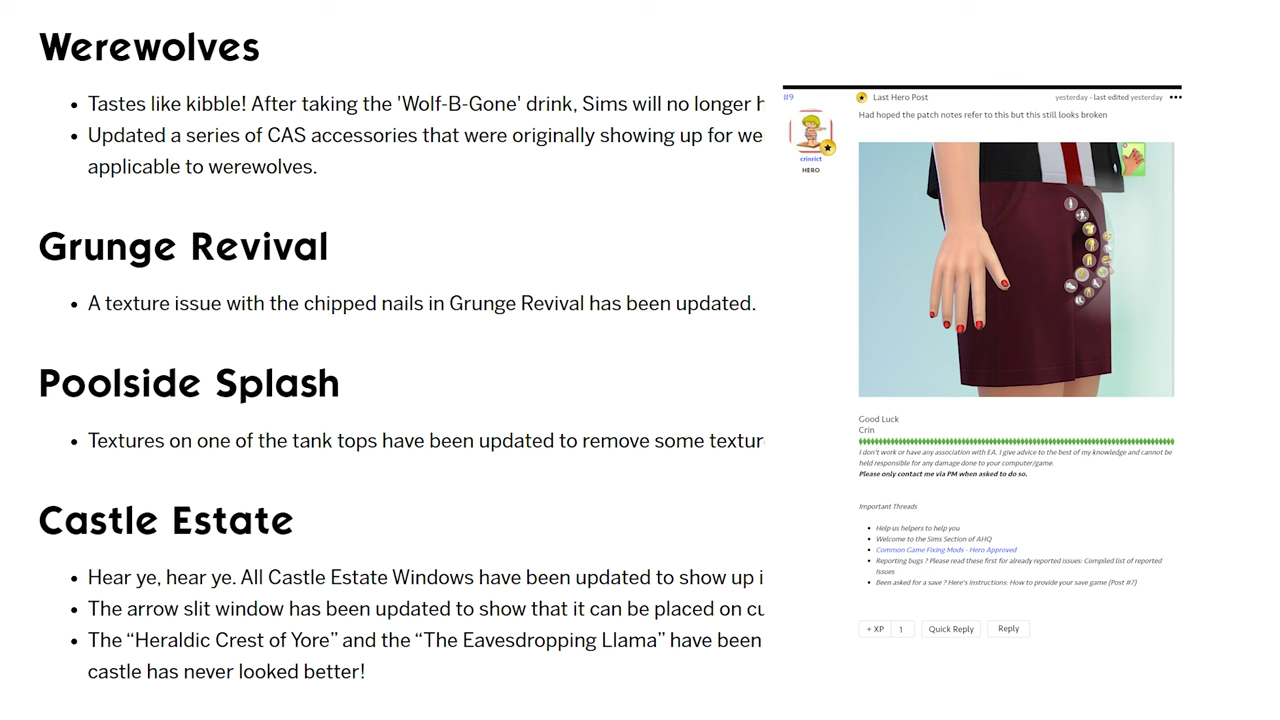 Werewolves
• Tastes like kibble! After taking the 'Wolf-B-Gone' drink, Sims will no longer h
• Updated a series of CAS accessories that were originally showing up for we
applicable to werewolves.
Grunge Revival
• A texture issue with the chipped nails in Grunge Revival has been updated.
Poolside Splash
• Textures on one of the tank tops have been updated to remove some textur
Castle Estate
• Hear ye, hear ye. All Castle Estate Windows have been updated to show up i
• The arrow slit window has been updated to show that it can be placed on cu
• The “Heraldic Crest of Yore” and the “The Eavesdropping Llama” have been
castle has never looked better!
#9
crinrict
HERO
Last Hero Post
yesterday - last edited yesterday •••
Had hoped the patch notes refer to this but this still looks broken
Good Luck
Crin
I don't work or have any association with EA. I give advice to the best of my knowledge and cannot be
held responsible for any damage done to your computer/game.
Please only contact me via PM when asked to do so.
Important Threads
• Help us helpers to help you
• Welcome to the Sims Section of AHQ
• Common Game Fixing Mods - Hero Approved
• Reporting bugs ? Please read these first for already reported issues: Compiled list of reported
Issues
• Been asked for a save ? Here's instructions: How to provide your save game (Post #7)
+ XP 1 Quick Reply Reply